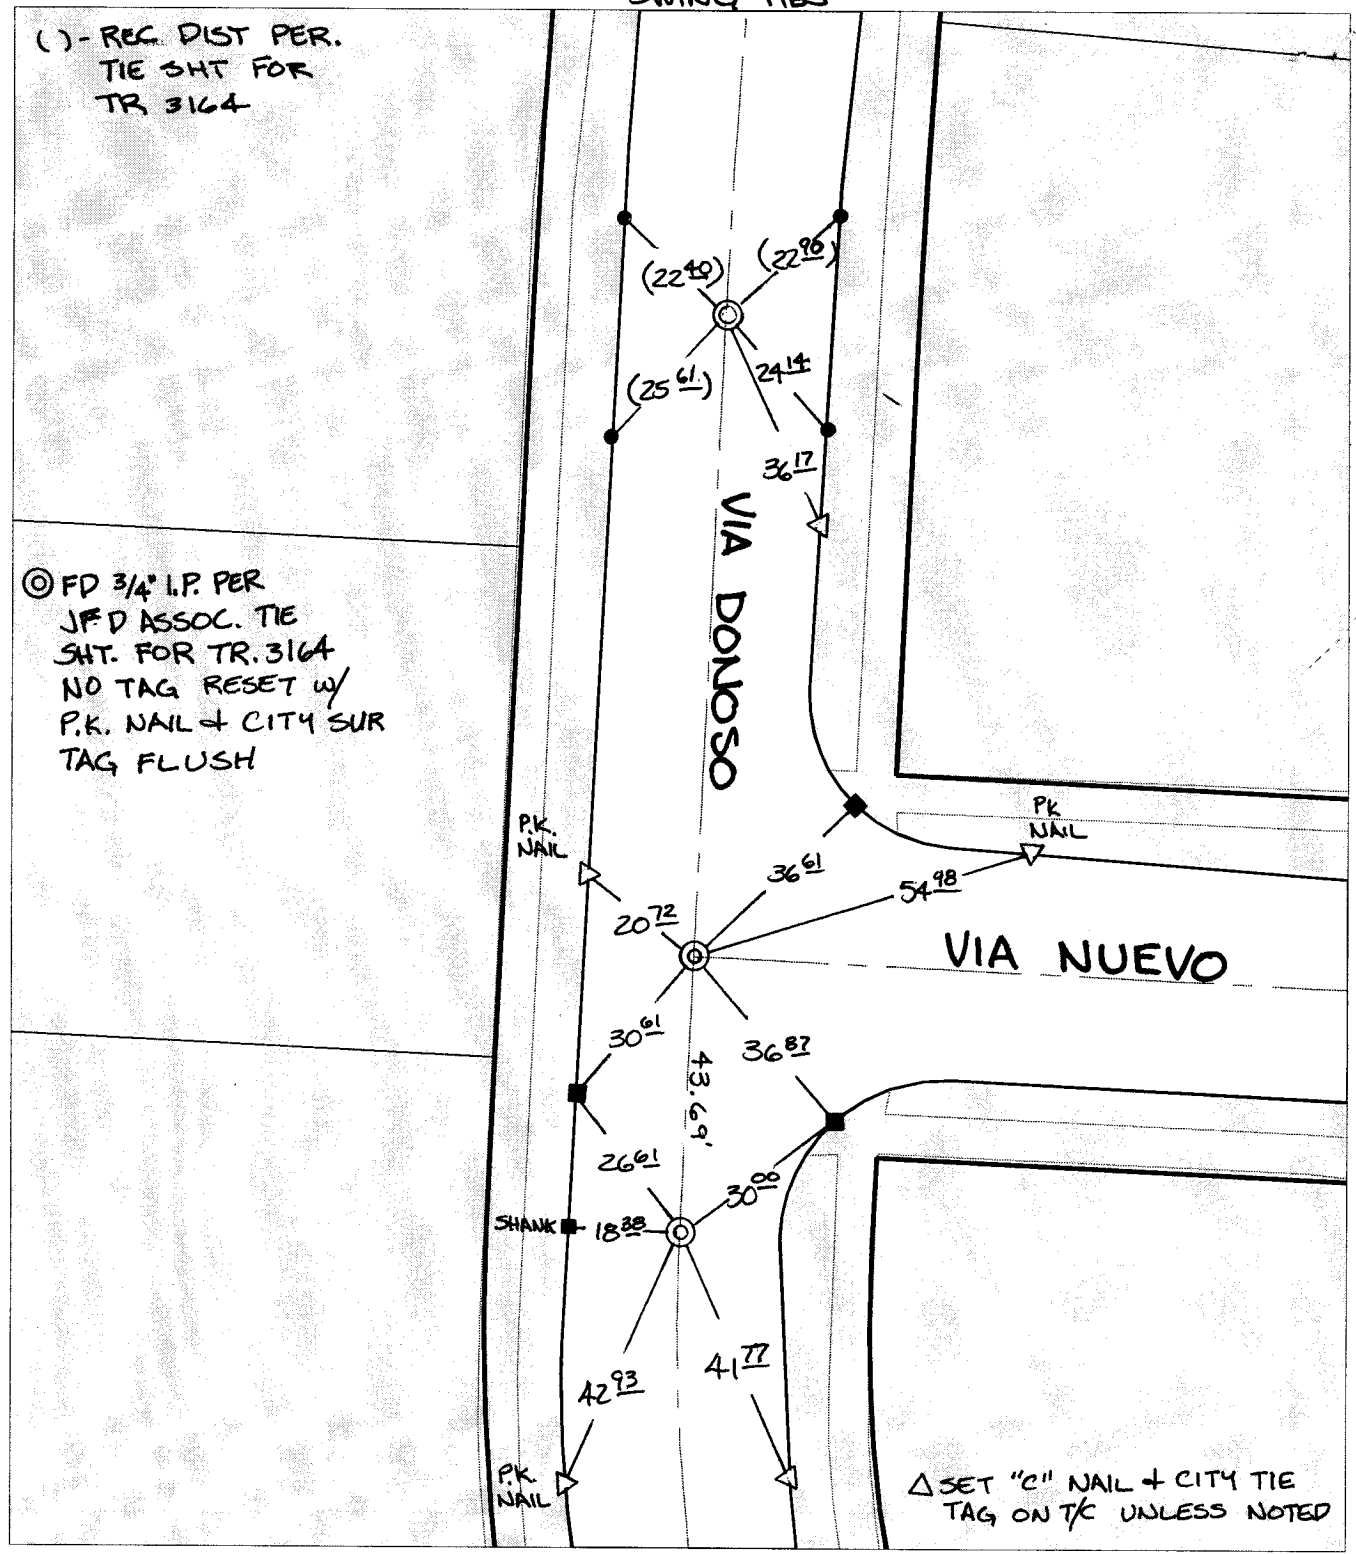 SWING TIES
( ) - REC DIST PER.
TIE SHT FOR
TR 3164
(22 40)
(22 90)
(25 61)
24 14
36 17
VIA DONOSO
◎ FD 3/4" I.P. PER
JFD ASSOC. TIE
SHT. FOR TR. 3164
NO TAG RESET W/
P.K. NAIL & CITY SUR
TAG FLUSH
P.K.
NAIL
PK
NAIL
36 61
54 98
20 72
VIA NUEVO
30 61
36 87
43.69'
26 61
30 00
SHANK
18 38
42 93
41 77
P.K.
NAIL
△ SET "C" NAIL & CITY TIE
TAG ON T/C UNLESS NOTED